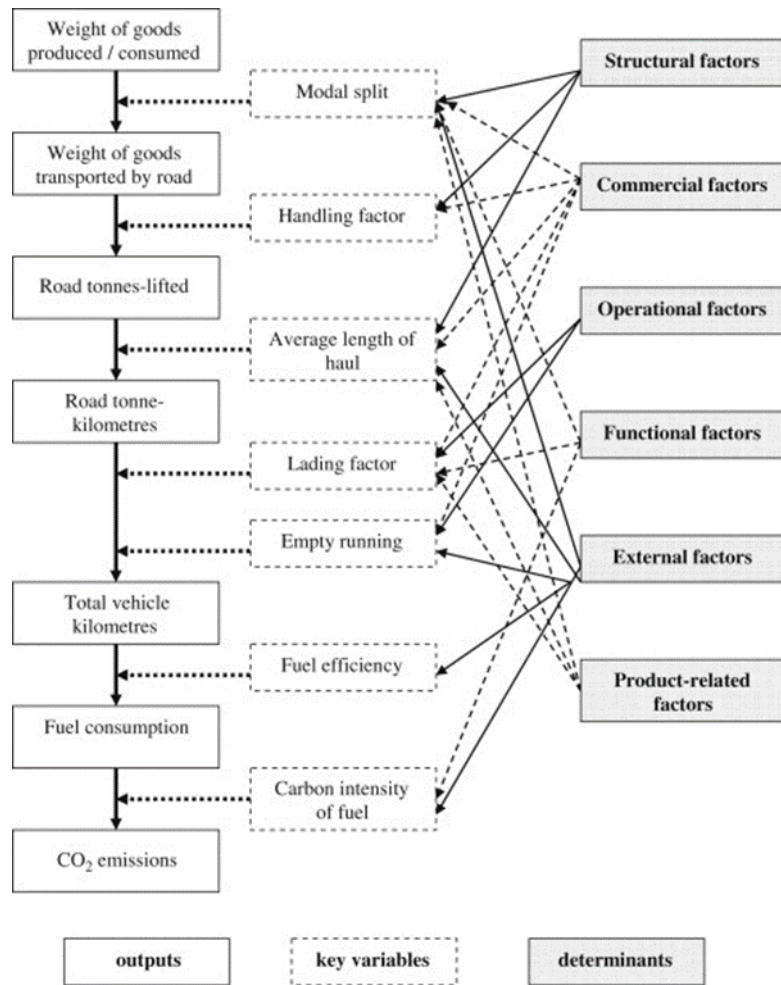 Weight of goods
produced / consumed
Modal split
Structural factors
Weight of goods
transported by road
Commercial factors
Handling factor
Road tonnes-lifted
Operational factors
Average length of
haul
Road tonne-
kilometres
Functional factors
Lading factor
Empty running
External factors
Total vehicle
kilometres
Fuel efficiency
Product-related
factors
Fuel consumption
Carbon intensity
of fuel
CO₂ emissions
outputs
key variables
determinants